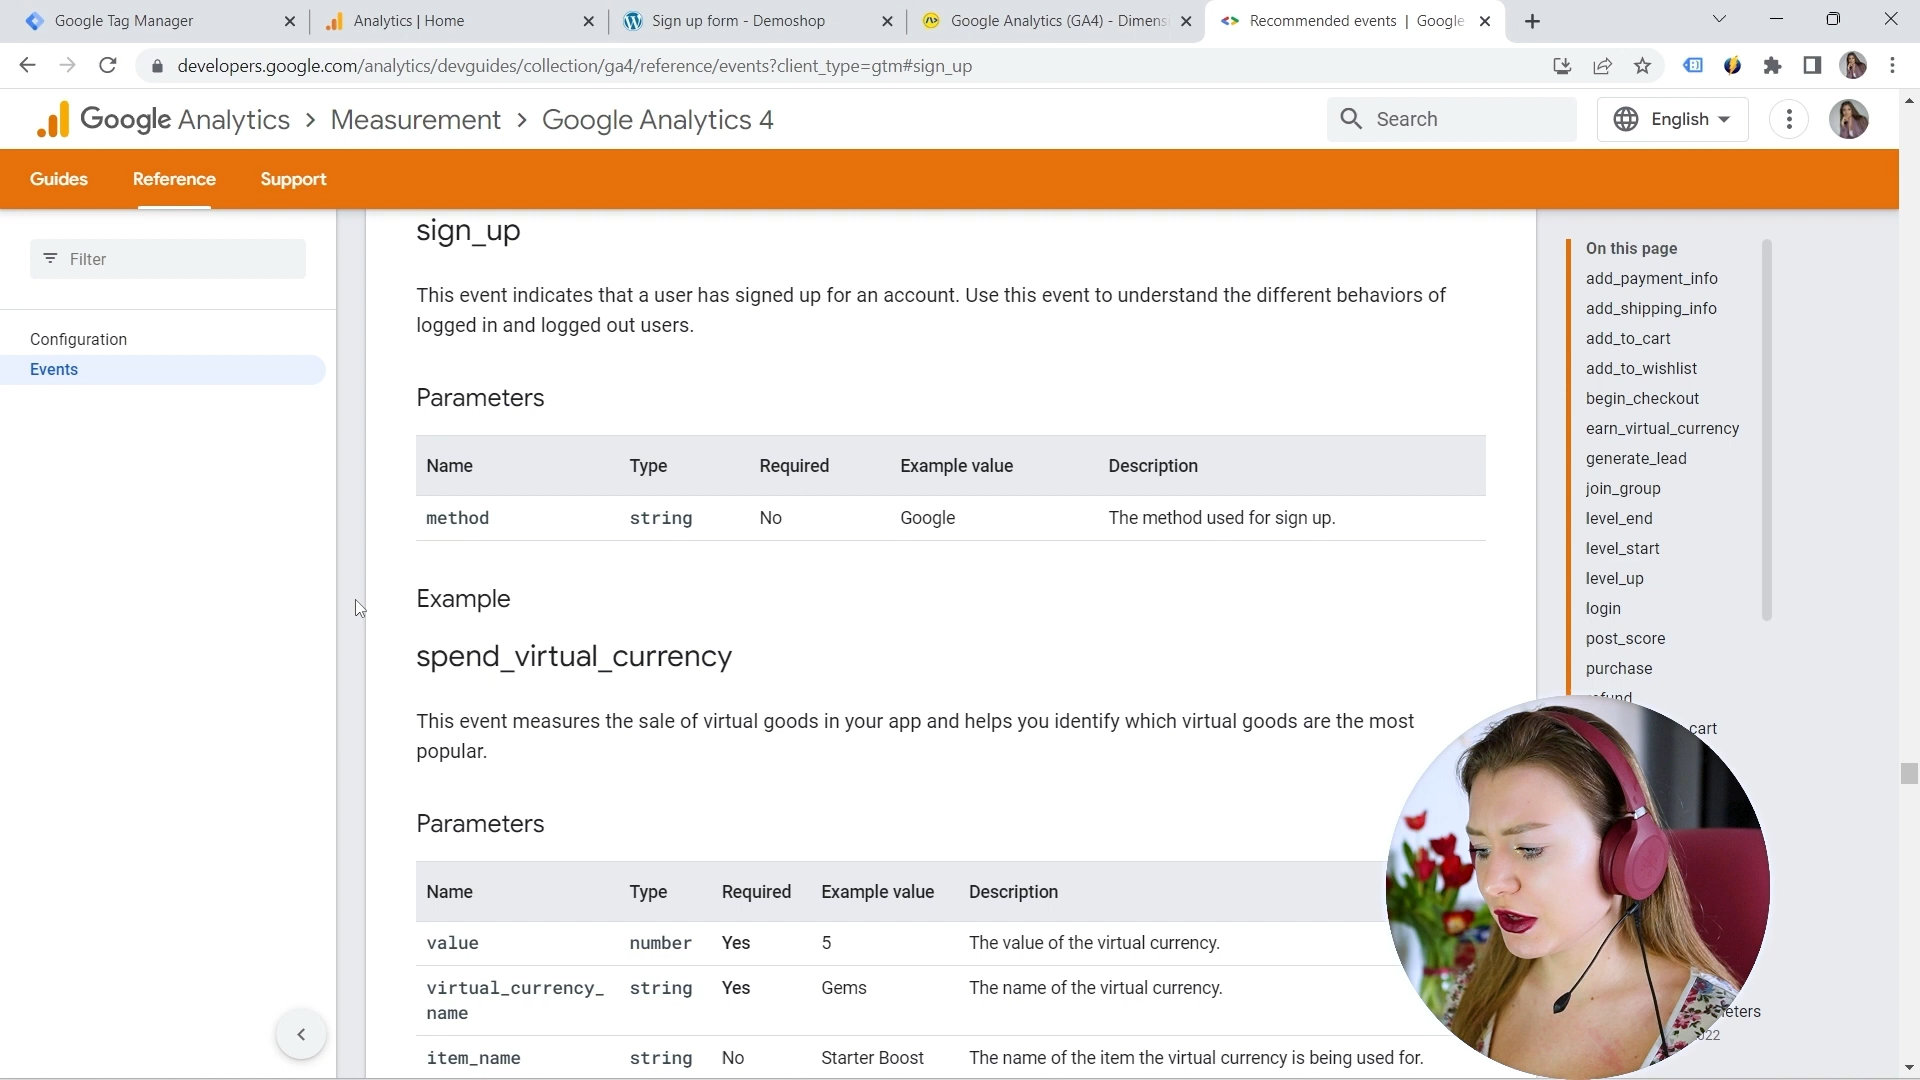 Google Tag Manager
Analytics | Home
Sign up form - Demoshop
Google Analytics (GA4) - Dimensi
Recommended events | Google
developers.google.com/analytics/devguides/collection/ga4/reference/events?client_type=gtm#sign_up
Google Analytics > Measurement > Google Analytics 4
Search
English
Guides
Reference
Support
Filter
Configuration
Events
sign_up
This event indicates that a user has signed up for an account. Use this event to understand the different behaviors of
logged in and logged out users.
Parameters
Name Type Required Example value Description
method string No Google The method used for sign up.
Example
spend_virtual_currency
This event measures the sale of virtual goods in your app and helps you identify which virtual goods are the most
popular.
Parameters
Name Type Required Example value Description
value number Yes 5 The value of the virtual currency.
virtual_currency_ string Yes Gems The name of the virtual currency.
name
item_name string No Starter Boost The name of the item the virtual currency is being used for.
On this page
add_payment_info
add_shipping_info
add_to_cart
add_to_wishlist
begin_checkout
earn_virtual_currency
generate_lead
join_group
level_end
level_start
level_up
login
post_score
purchase
cart